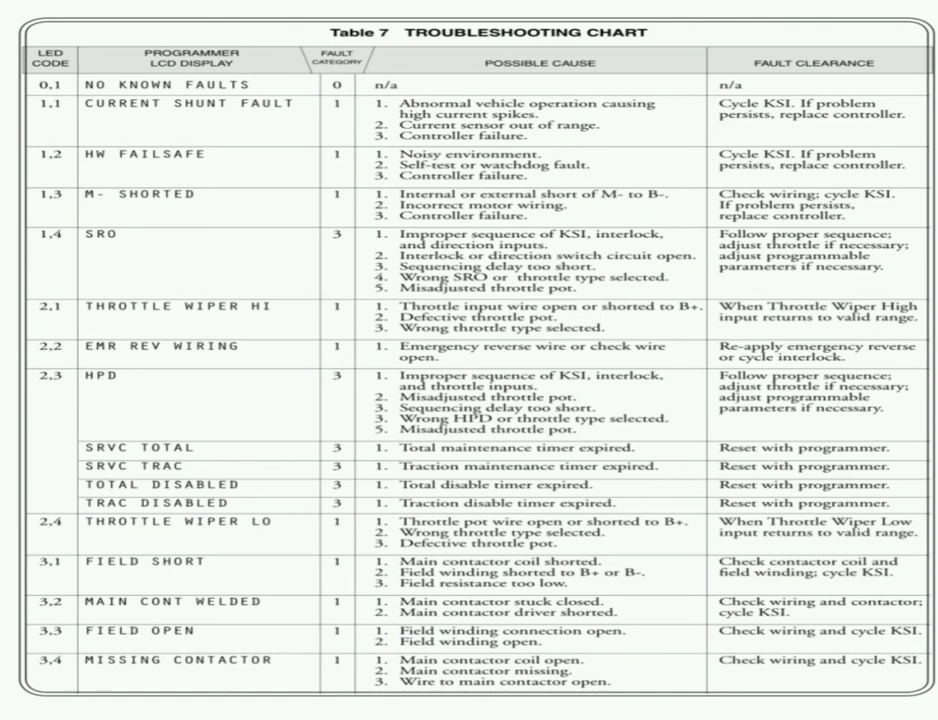 Table 7 TROUBLESHOOTING CHART
LED CODE PROGRAMMER LCD DISPLAY FAULT CATEGORY POSSIBLE CAUSE FAULT CLEARANCE
0,1 NO KNOWN FAULTS 0 n/a n/a
1,1 CURRENT SHUNT FAULT 1 1. Abnormal vehicle operation causing Cycle KSI. If problem
high current spikes. persists, replace controller.
2. Current sensor out of range.
3. Controller failure.
1,2 HW FAILSAFE 1 1. Noisy environment. Cycle KSI. If problem
2. Self-test or watchdog fault. persists, replace controller.
3. Controller failure.
1,3 M- SHORTED 1 1. Internal or external short of M- to B-. Check wiring; cycle KSI.
2. Incorrect motor wiring. If problem persists,
3. Controller failure. replace controller.
1,4 SRO 3 1. Improper sequence of KSI, interlock, Follow proper sequence;
and direction inputs. adjust throttle if necessary;
2. Interlock or direction switch circuit open. adjust programmable
3. Sequencing delay too short. parameters if necessary.
4. Wrong SRO or throttle type selected.
5. Misadjusted throttle pot.
2,1 THROTTLE WIPER HI 1 1. Throttle input wire open or shorted to B+. When Throttle Wiper High
2. Defective throttle pot. input returns to valid range.
3. Wrong throttle type selected.
2,2 EMR REV WIRING 1 1. Emergency reverse wire or check wire Re-apply emergency reverse
open. or cycle interlock.
2,3 HPD 3 1. Improper sequence of KSI, interlock, Follow proper sequence;
and throttle inputs. adjust throttle if necessary;
2. Misadjusted throttle pot. adjust programmable
3. Sequencing delay too short. parameters if necessary.
3. Wrong HPD or throttle type selected.
5. Misadjusted throttle pot.
SRVC TOTAL 3 1. Total maintenance timer expired. Reset with programmer.
SRVC TRAC 3 1. Traction maintenance timer expired. Reset with programmer.
TOTAL DISABLED 3 1. Total disable timer expired. Reset with programmer.
TRAC DISABLED 3 1. Traction disable timer expired. Reset with programmer.
2,4 THROTTLE WIPER LO 1 1. Throttle pot wire open or shorted to B+. When Throttle Wiper Low
2. Wrong throttle type selected. input returns to valid range.
3. Defective throttle pot.
3,1 FIELD SHORT 1 1. Main contactor coil shorted. Check contactor coil and
2. Field winding shorted to B+ or B-. field winding; cycle KSI.
3. Field resistance too low.
3,2 MAIN CONT WELDED 1 1. Main contactor stuck closed. Check wiring and contactor;
2. Main contactor driver shorted. cycle KSI.
3,3 FIELD OPEN 1 1. Field winding connection open. Check wiring and cycle KSI.
2. Field winding open.
3,4 MISSING CONTACTOR 1 1. Main contactor coil open. Check wiring and cycle KSI.
2. Main contactor missing.
3. Wire to main contactor open.